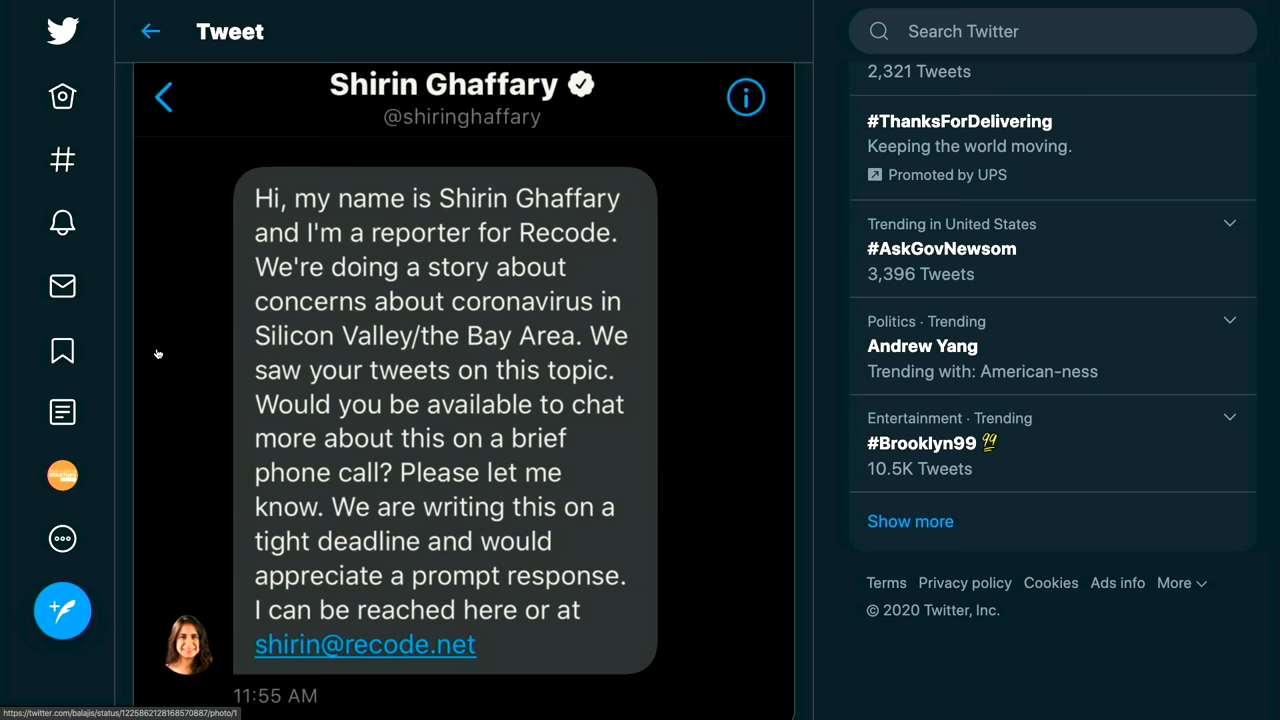 Tweet
Shirin Ghaffary
@shiringhaffary
Hi, my name is Shirin Ghaffary
and I'm a reporter for Recode.
We're doing a story about
concerns about coronavirus in
Silicon Valley/the Bay Area. We
saw your tweets on this topic.
Would you be available to chat
more about this on a brief
phone call? Please let me
know. We are writing this on a
tight deadline and would
appreciate a prompt response.
I can be reached here or at
shirin@recode.net
11:55 AM
https://twitter.com/balajis/status/1225862128168570887/photo/1
Search Twitter
2,321 Tweets
#ThanksForDelivering
Keeping the world moving.
Promoted by UPS
Trending in United States
#AskGovNewsom
3,396 Tweets
Politics · Trending
Andrew Yang
Trending with: American-ness
Entertainment · Trending
#Brooklyn99
10.5K Tweets
Show more
Terms Privacy policy Cookies Ads info More
© 2020 Twitter, Inc.